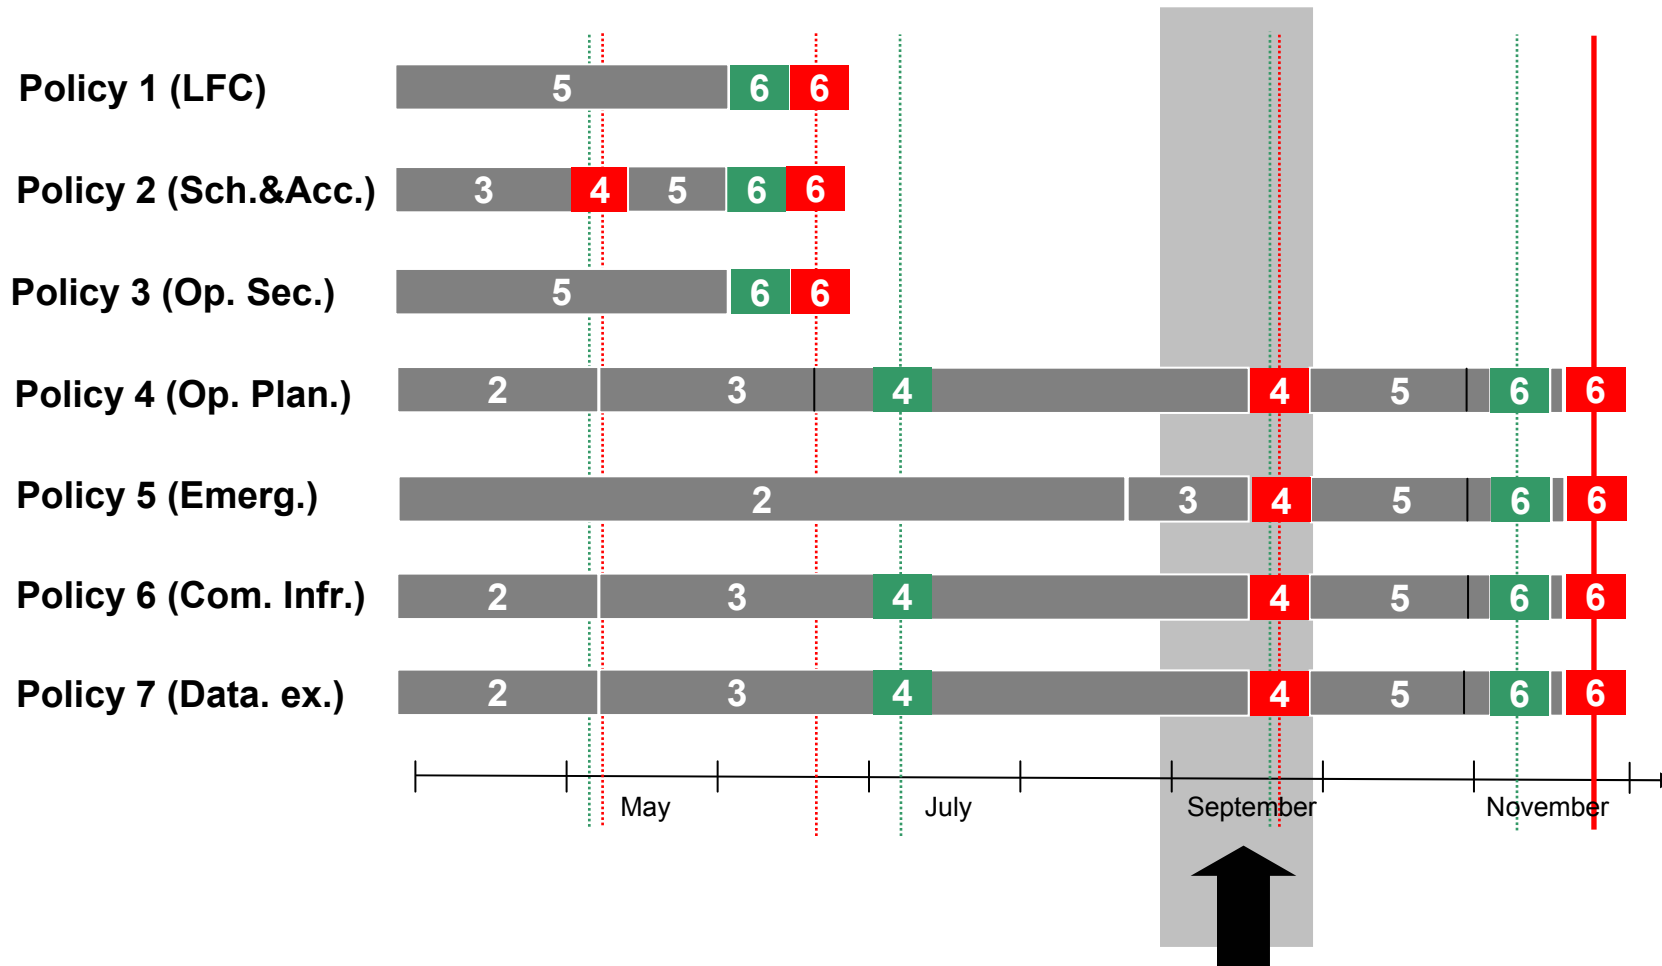 Policy 1 (LFC) 5 6 6
Policy 2 (Sch.&Acc.) 3 4 5 6 6
Policy 3 (Op. Sec.) 5 6 6
Policy 4 (Op. Plan.) 2 3 4 4 5 6 6
Policy 5 (Emerg.) 2 3 4 5 6 6
Policy 6 (Com. Infr.) 2 3 4 4 5 6 6
Policy 7 (Data. ex.) 2 3 4 4 5 6 6
May July September November